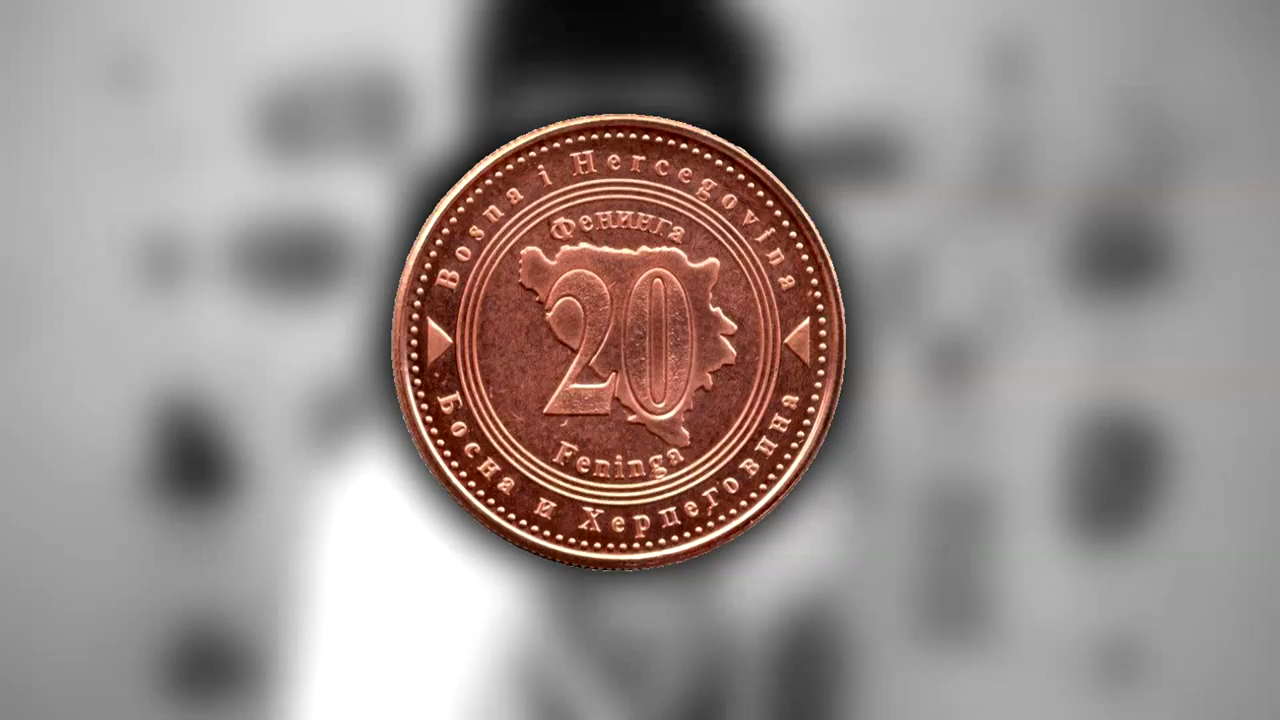 Bosna i Hercegovina
Фенинга
20
Feninga
Босна и Херцеговина